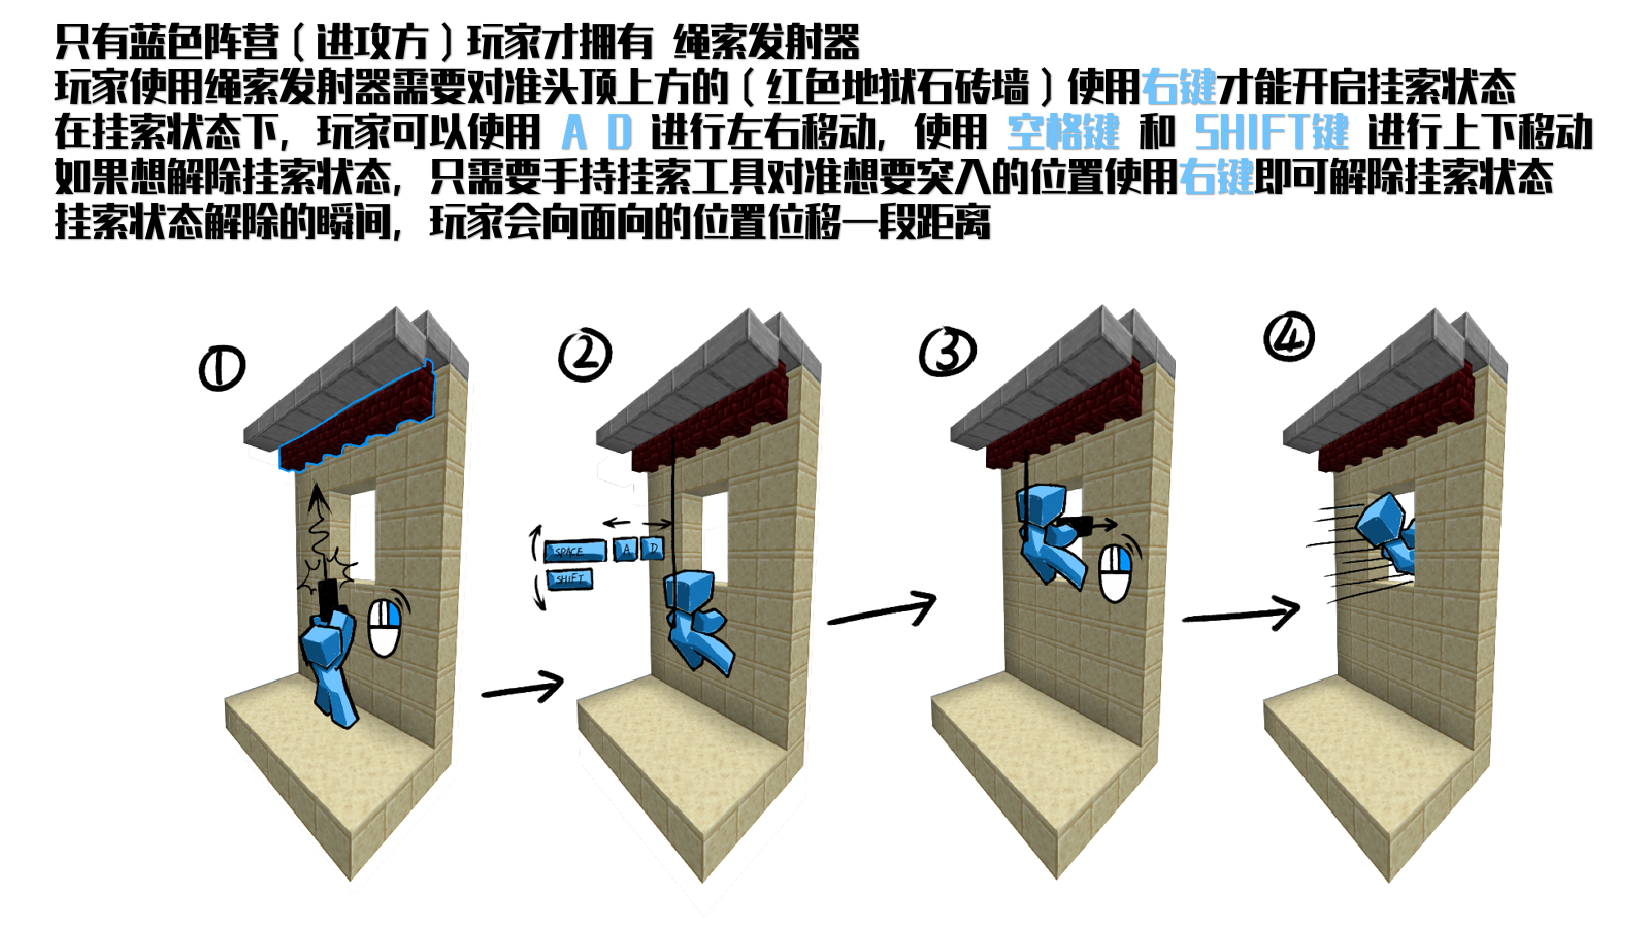 只有蓝色阵营(进攻方)玩家才拥有 绳索发射器
玩家使用绳索发射器需要对准头顶上方的(红色地狱石砖墙)使用右键才能开启挂索状态
在挂索状态下，玩家可以使用 A D 进行左右移动，使用 空格键 和 SHIFT键 进行上下移动
如果想解除挂索状态，只需要手持挂索工具对准想要突入的位置使用右键即可解除挂索状态
挂索状态解除的瞬间，玩家会向面向的位置位移一段距离
①
②
③
④
SPACE
A
D
SHIFT